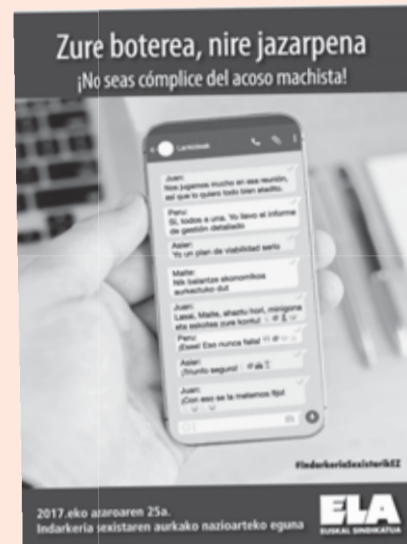 Zure boterea, nire jazarpena
¡No seas cómplice del acoso machista!
Lankideak
Juan:
Nos jugamos mucho en esa reunión,
así que lo quiero todo bien atadito.
Peru:
Sí, todos a una. Yo llevo el informe
de gestión detallado
Asier:
Yo un plan de viabilidad serio
Maite:
Nik balantze ekonomikoa
aurkeztuko dut
Juan:
Lasai, Maite, ahaztu hori, minigona
eta eskotea zure kontu!
Peru:
¡Eeee! Eso nunca falla!
Asier:
¡Triunfo seguro!
Juan:
¡Con eso se la metemos fijo!
#IndarkeriaSexistarikEZ
2017.eko azaroaren 25a.
Indarkeria sexistaren aurkako nazioarteko eguna
ELA
EUSKAL SINDIKATUA